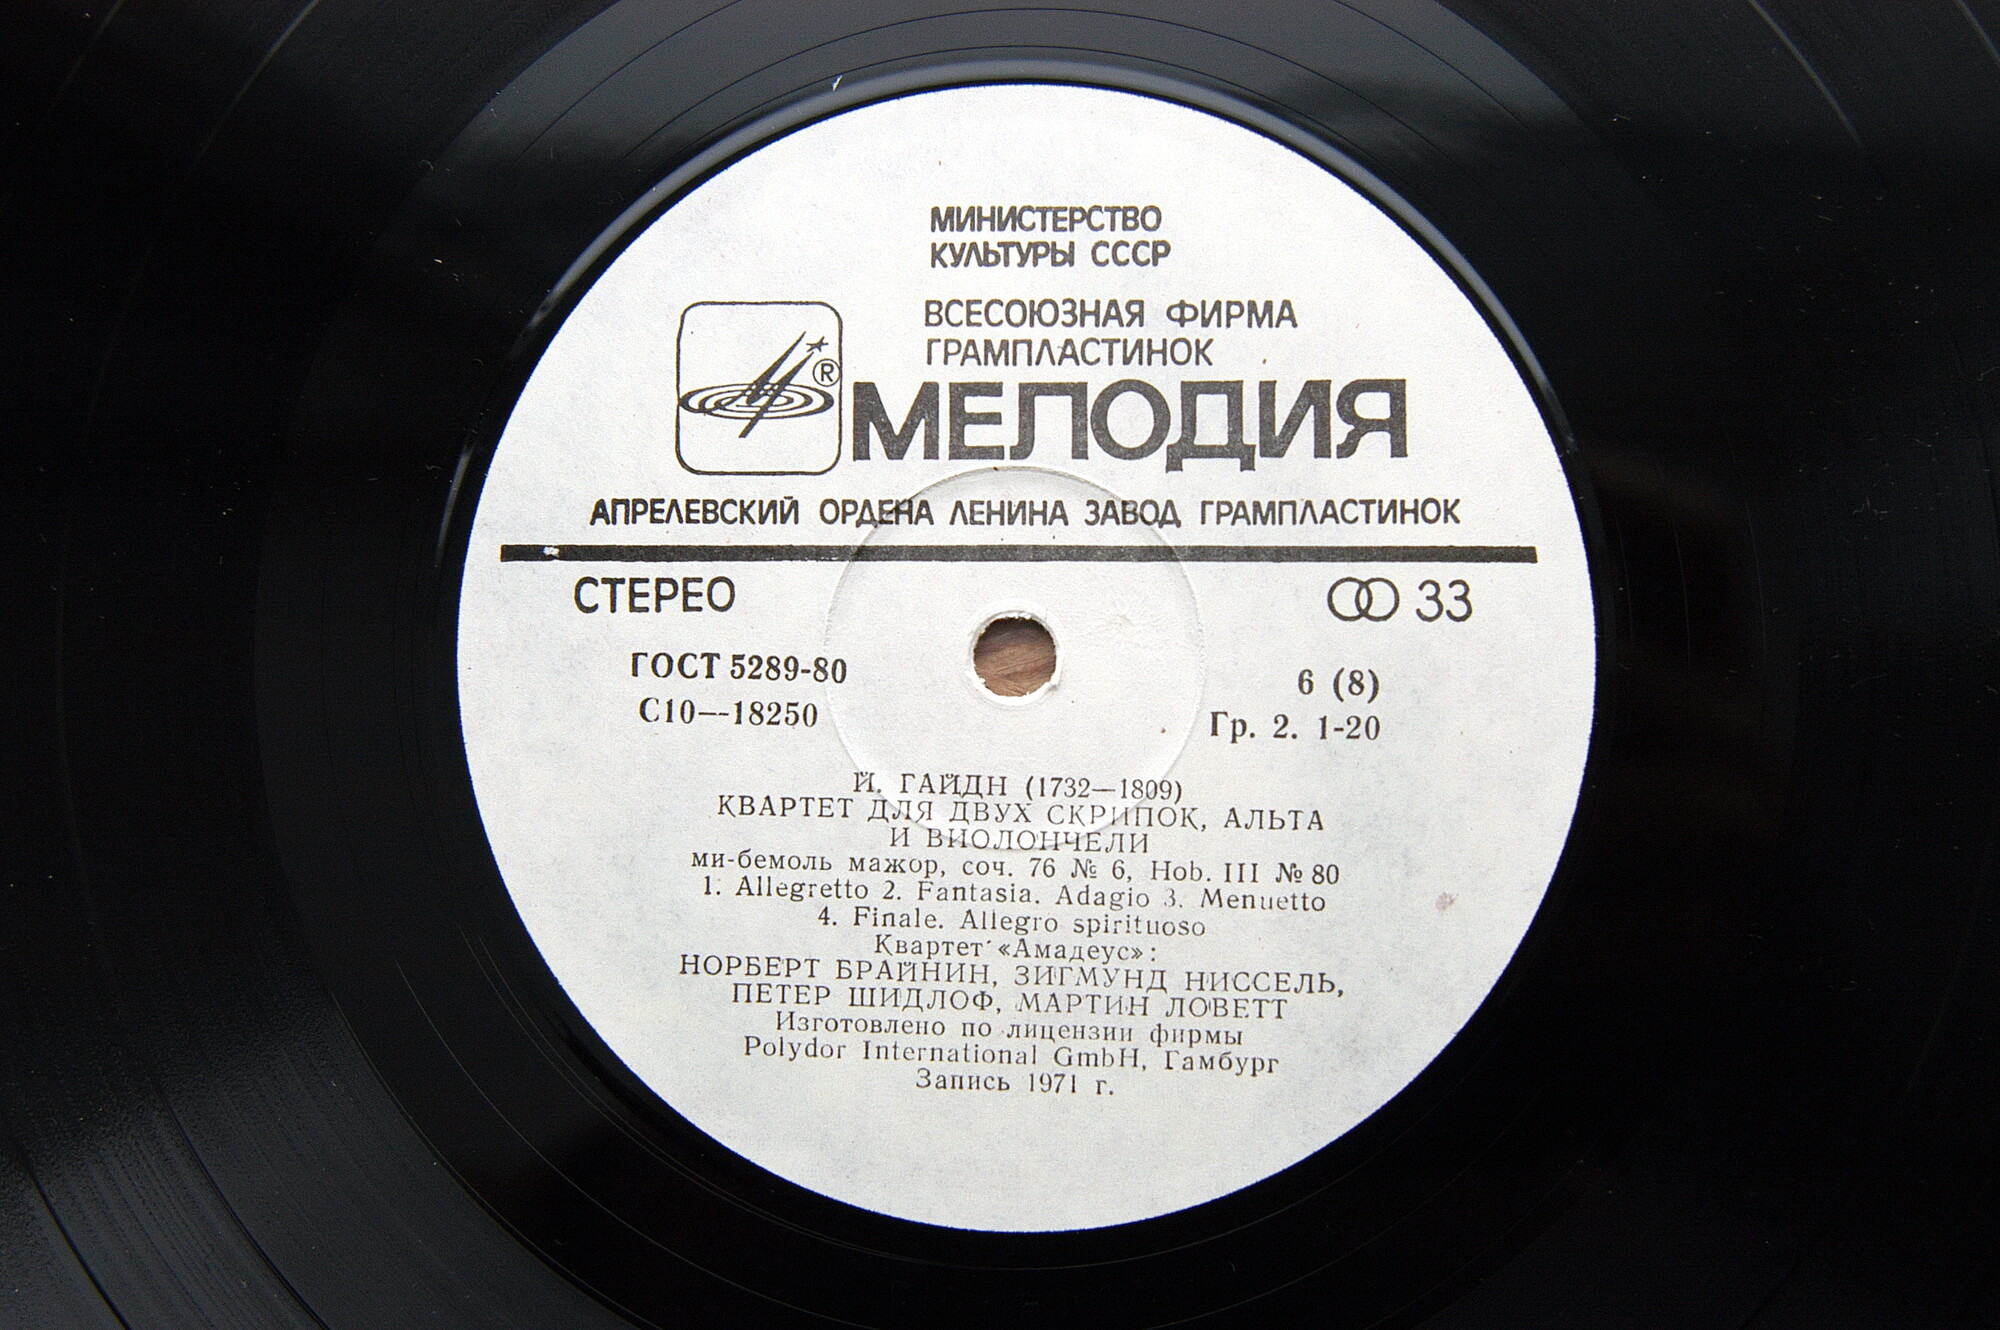 МИНИСТЕРСТВО
КУЛЬТУРЫ СССР
ВСЕСОЮЗНАЯ ФИРМА
ГРАМПЛАСТИНОК
®
МЕЛОДИЯ
АПРЕЛЕВСКИЙ ОРДЕНА ЛЕНИНА ЗАВОД ГРАМПЛАСТИНОК
СТЕРЕО 33
ГОСТ 5289-80 6 (8)
С10—18250 Гр. 2. 1-20
Й. ГАЙДН (1732—1809)
КВАРТЕТ ДЛЯ ДВУХ СКРИПОК, АЛЬТА
И ВИОЛОНЧЕЛИ
ми-бемоль мажор, соч. 76 № 6, Hob. III № 80
1. Allegretto 2. Fantasia. Adagio 3. Menuetto
4. Finale. Allegro spirituoso
Квартет «Амадеус»:
НОРБЕРТ БРАЙНИН, ЗИГМУНД НИССЕЛЬ,
ПЕТЕР ШИДЛОФ, МАРТИН ЛОВЕТТ
Изготовлено по лицензии фирмы
Polydor International GmbH, Гамбург
Запись 1971 г.